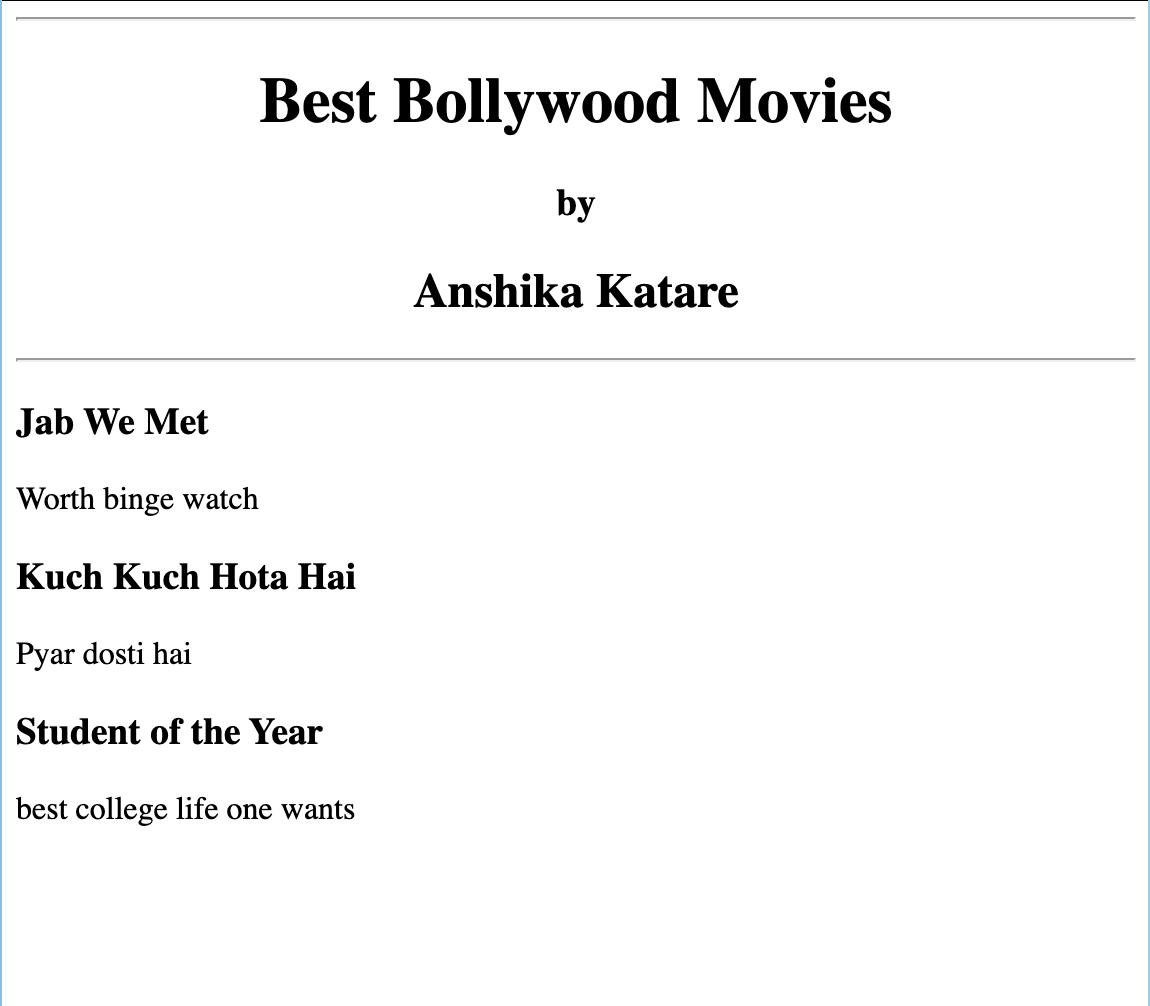 Best Bollywood Movies
by
Anshika Katare
Jab We Met
Worth binge watch
Kuch Kuch Hota Hai
Pyar dosti hai
Student of the Year
best college life one wants